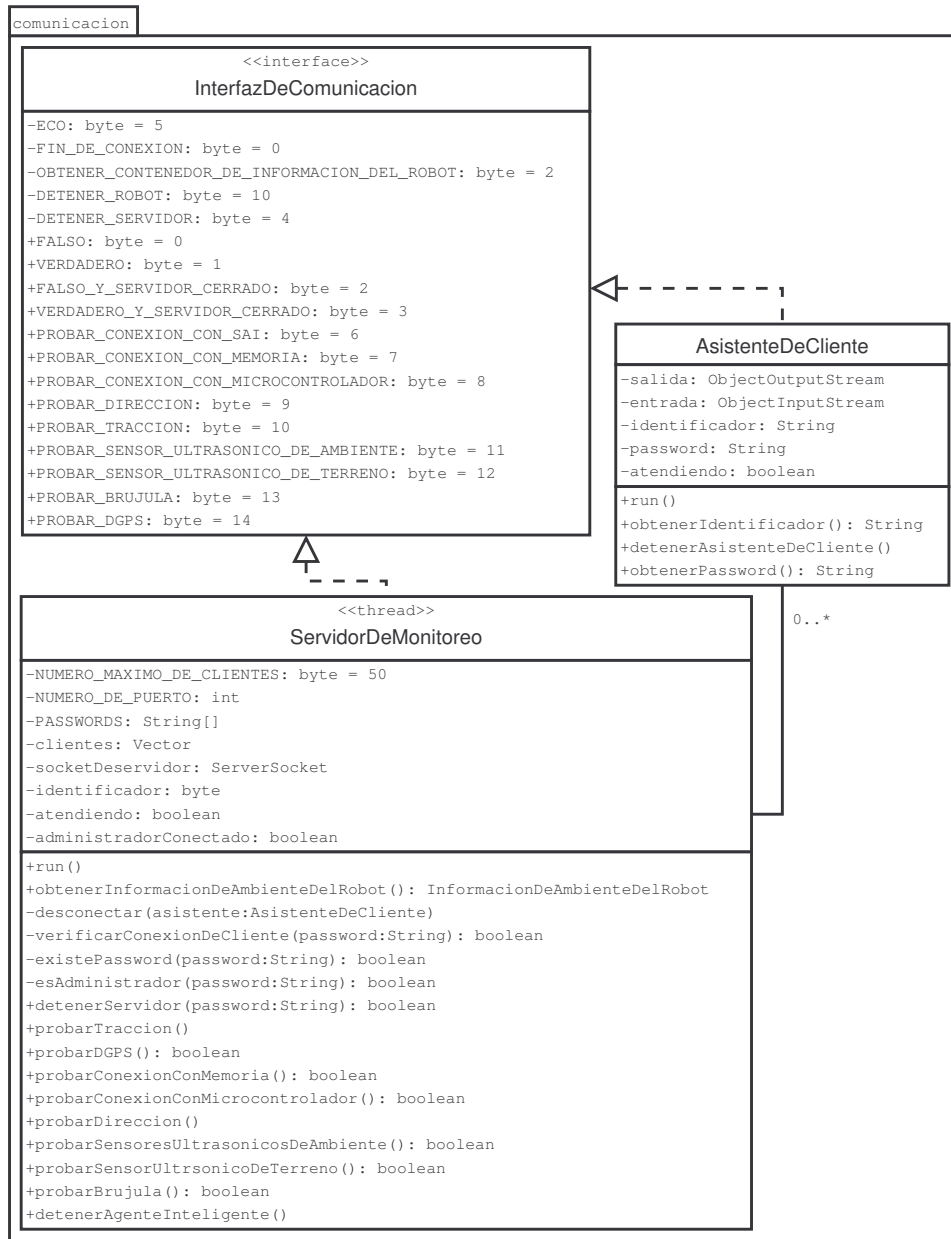 comunicacion
<<interface>>
InterfazDeComunicacion
-ECO: byte = 5
-FIN_DE_CONEXION: byte = 0
-OBTENER_CONTENEDOR_DE_INFORMACION_DEL_ROBOT: byte = 2
-DETENER_ROBOT: byte = 10
-DETENER_SERVIDOR: byte = 4
+FALSO: byte = 0
+VERDADERO: byte = 1
+FALSO_Y_SERVIDOR_CERRADO: byte = 2
+VERDADERO_Y_SERVIDOR_CERRADO: byte = 3
+PROBAR_CONEXION_CON_SAI: byte = 6
+PROBAR_CONEXION_CON_MEMORIA: byte = 7
+PROBAR_CONEXION_CON_MICROCONTROLADOR: byte = 8
+PROBAR_DIRECCION: byte = 9
+PROBAR_TRACCION: byte = 10
+PROBAR_SENSOR_ULTRASONICO_DE_AMBIENTE: byte = 11
+PROBAR_SENSOR_ULTRASONICO_DE_TERRENO: byte = 12
+PROBAR_BRUJULA: byte = 13
+PROBAR_DGPS: byte = 14
AsistenteDeCliente
-salida: ObjectOutputStream
-entrada: ObjectInputStream
-identificador: String
-password: String
-atendiendo: boolean
+run()
+obtenerIdentificador(): String
+detenerAsistenteDeCliente()
+obtenerPassword(): String
0..*
<<thread>>
ServidorDeMonitoreo
-NUMERO_MAXIMO_DE_CLIENTES: byte = 50
-NUMERO_DE_PUERTO: int
-PASSWORDS: String[]
-clientes: Vector
-socketDeservidor: ServerSocket
-identificador: byte
-atendiendo: boolean
-administradorConectado: boolean
+run()
+obtenerInformacionDeAmbienteDelRobot(): InformacionDeAmbienteDelRobot
-desconectar(asistente:AsistenteDeCliente)
-verificarConexionDeCliente(password:String): boolean
-existePassword(password:String): boolean
-esAdministrador(password:String): boolean
+detenerServidor(password:String): boolean
+probarTraccion()
+probarDGPS(): boolean
+probarConexionConMemoria(): boolean
+probarConexionConMicrocontrolador(): boolean
+probarDireccion()
+probarSensoresUltrasonicosDeAmbiente(): boolean
+probarSensorUltrsonicoDeTerreno(): boolean
+probarBrujula(): boolean
+detenerAgenteInteligente()